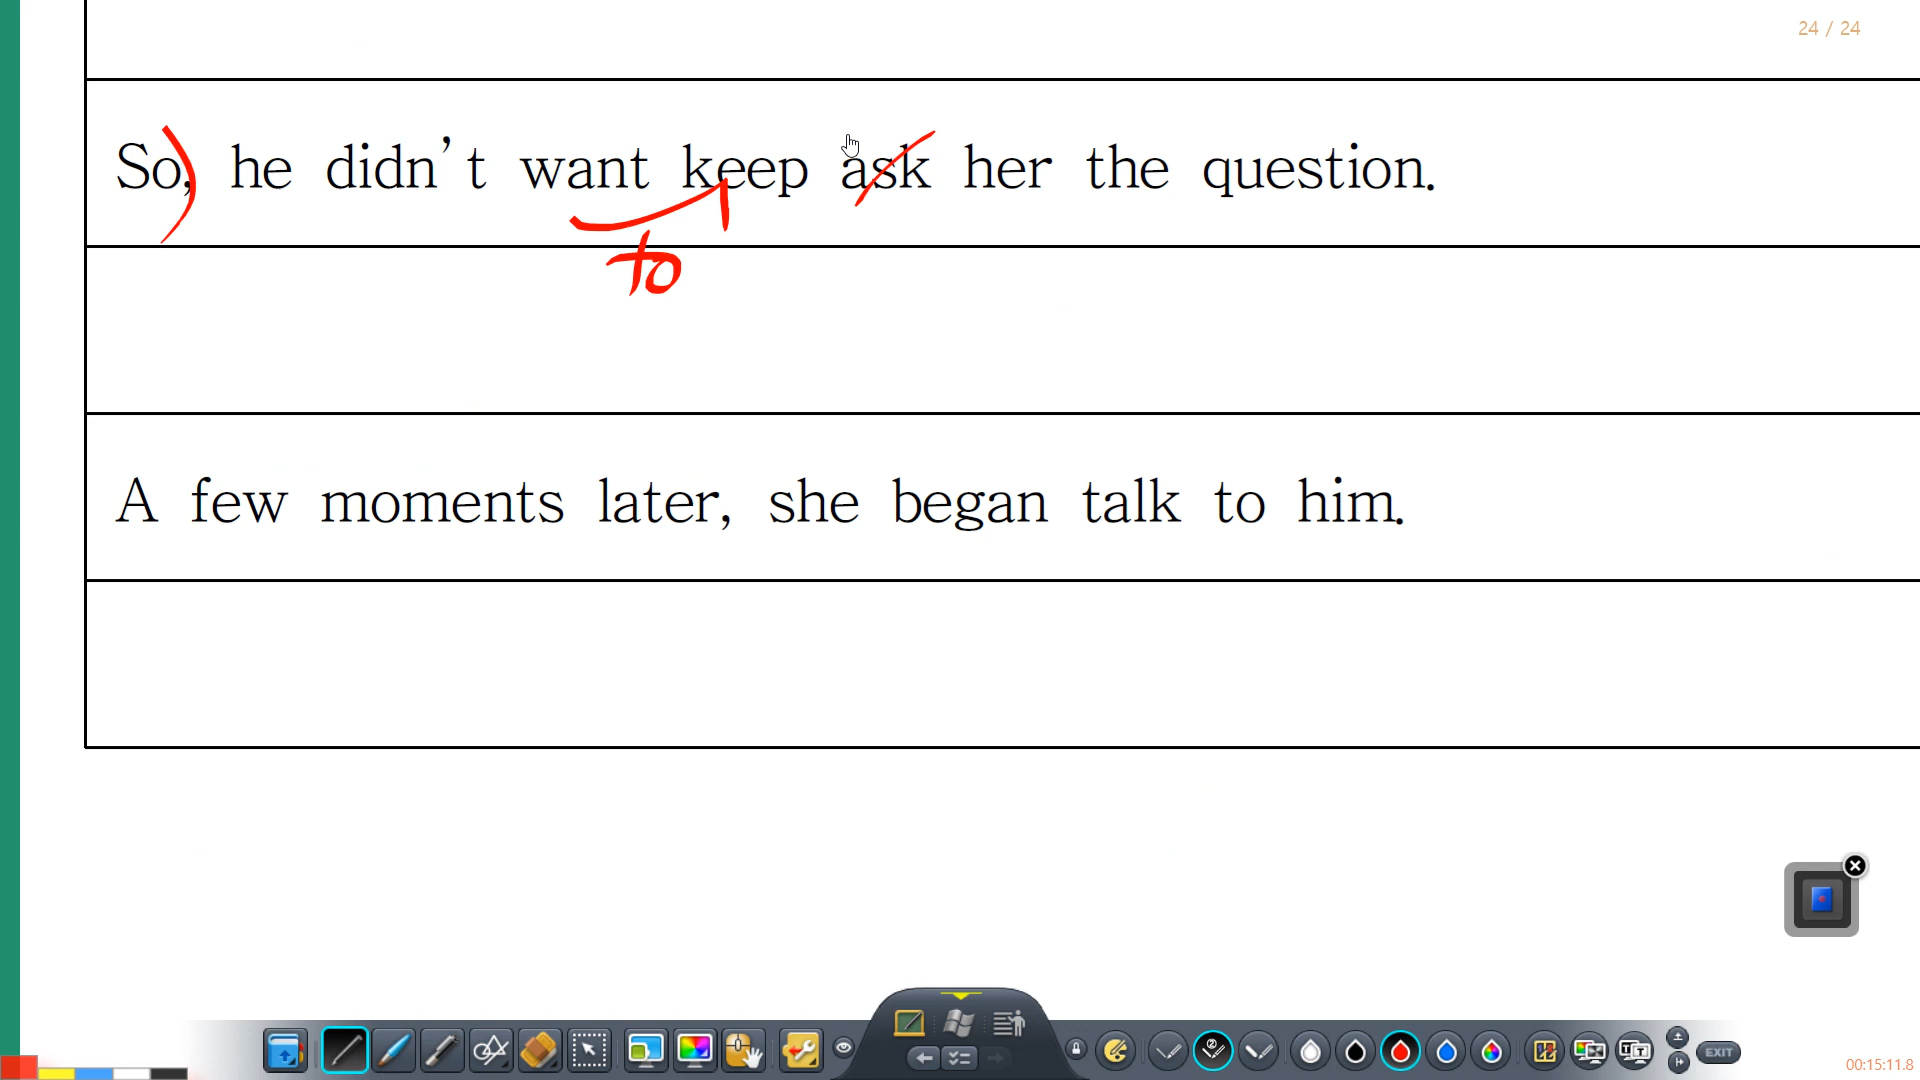 24 / 24
So, he didn't want keep ask her the question.
to
A few moments later, she began talk to him.
EXIT
00:15:11.8